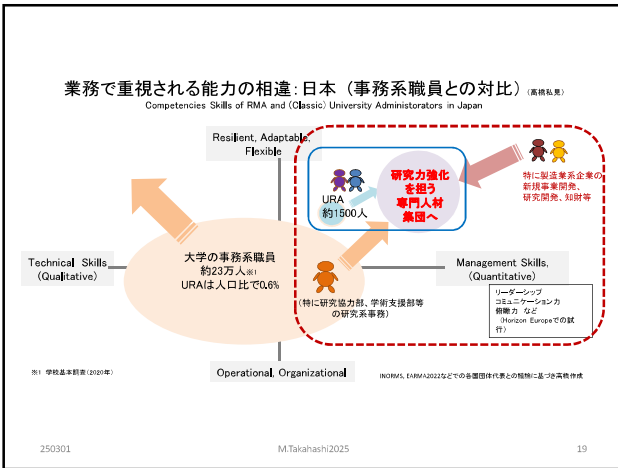 業務で重視される能力の相違：日本（事務系職員との対比）（高橋私見）
Competencies Skills of RMA and (Classic) University Administorators in Japan
Resilient, Adaptable,
Flexible
URA
約1500人
研究力強化
を担う
専門人材
集団へ
特に製造業系企業の
新規事業開発、
研究開発、知財等
Technical Skills
(Qualitative)
大学の事務系職員
約23万人※1
URAは人口比で0.6%
(特に研究協力部、学術支援部等
の研究系事務)
Management Skills,
(Quantitative)
リーダーシップ
コミュニケーション力
俯瞰力 など
(Horizon Europeでの試
行)
Operational, Organizational
※1 学校基本調査(2020年)
INORMS, EARMA2022などでの各国団体代表との経験に基づき高橋作成
250301
M.Takahashi2025
19